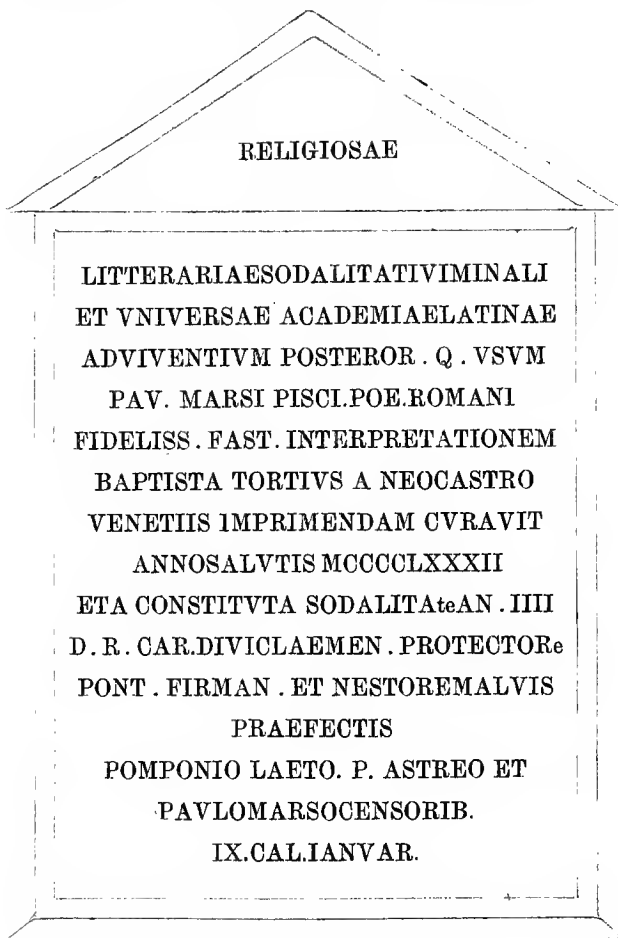 RELIGIOSAE
LITTERARIAESODALITATIVIMINALI
ET VNIVERSAE ACADEMIAELATINAE
ADVIVENTIVM POSTEROR . Q . VSVM
PAV. MARSI PISCI.POE.ROMAN1
FIDELISS . FAST . INTERPRETATIONEM
BAPTISTA TORTIVS A NEOCASTRO
VENETIIS 1MPRIMENDAM CVRAVIT
ANNOSALVTIS MCCCCLXXXII
ETA CONSTITVTA SODALITAteAN . IIII
D . R . CAR.DIVICLAEMEN . PROTECTORe
PONT . FIRMAN . ET NESTOREMALVIS
PRAEFECTIS
POMPONIO LAETO. P. ASTREO ET
PAVLOMARSOCENSORIB.
IX.CAL.IANVAR.